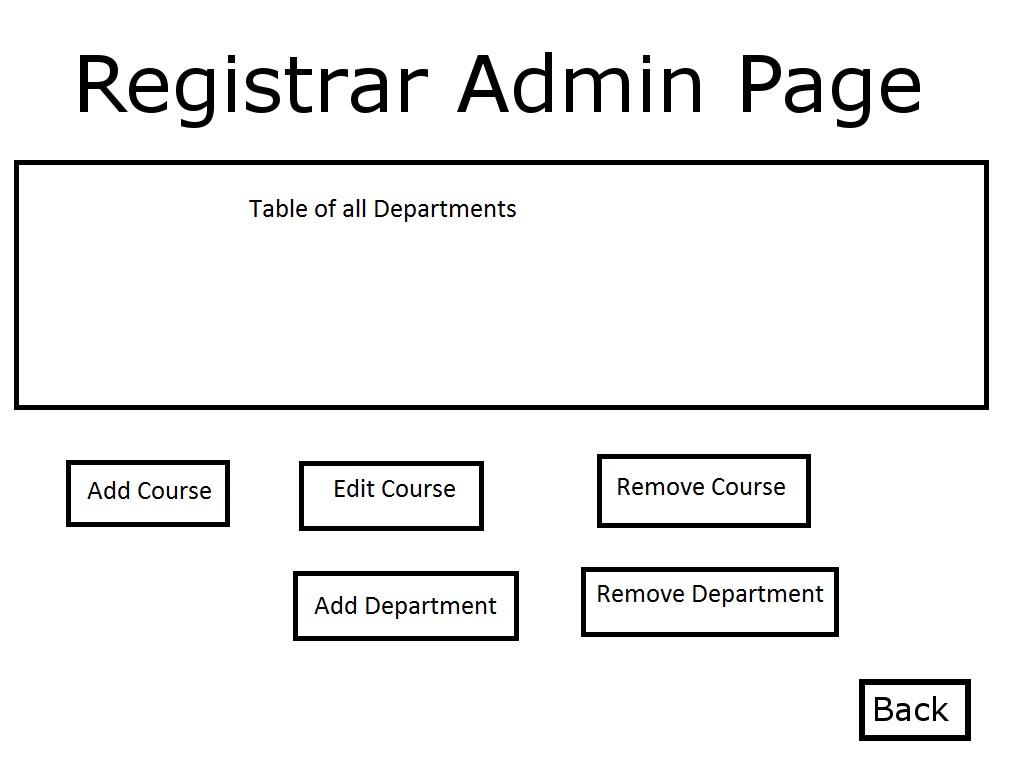 Registrar Admin Page
Table of all Departments
Add Course
Edit Course
Remove Course
Add Department
Remove Department
Back